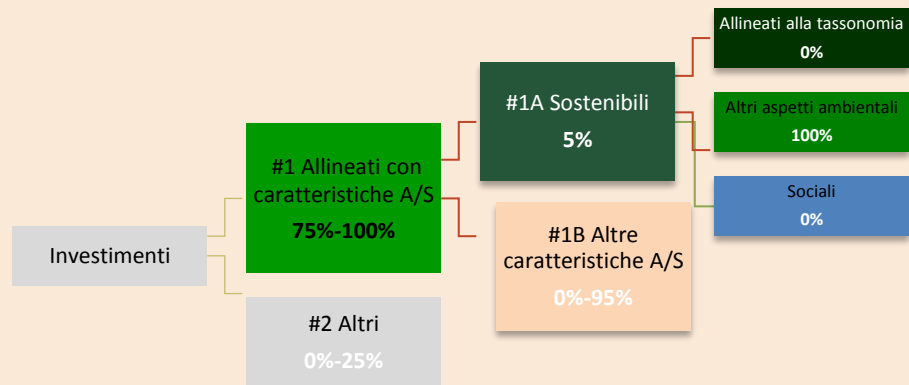 Investimenti
#1 Allineati con
caratteristiche A/S
75%-100%
#2 Altri
0%-25%
#1A Sostenibili
5%
#1B Altre
caratteristiche A/S
0%-95%
Allineati alla tassonomia
0%
Altri aspetti ambientali
100%
Sociali
0%